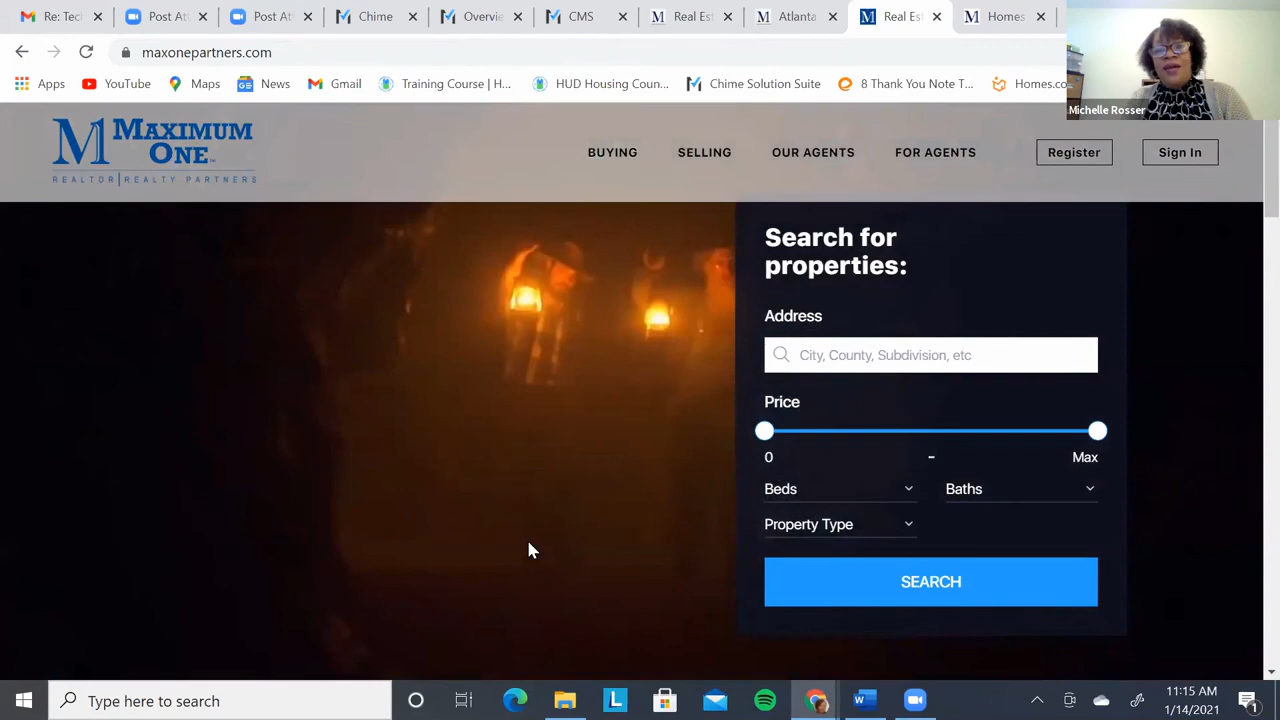 Re: Tec
Post At
Post At
Chime
Overvie
CMS
Real Est
Atlanta
Real Es
Homes
maxonepartners.com
Apps
YouTube
Maps
News
Gmail
Training Course | H...
HUD Housing Coun...
Chime Solution Suite
8 Thank You Note T...
Homes.co
Michelle Rosser
M MAXIMUM
ONE
REALTOR | REALTY PARTNERS
BUYING
SELLING
OUR AGENTS
FOR AGENTS
Register
Sign In
Search for
properties:
Address
City, County, Subdivision, etc
Price
0 - Max
Beds
Baths
Property Type
SEARCH
Type here to search
11:15 AM
1/14/2021